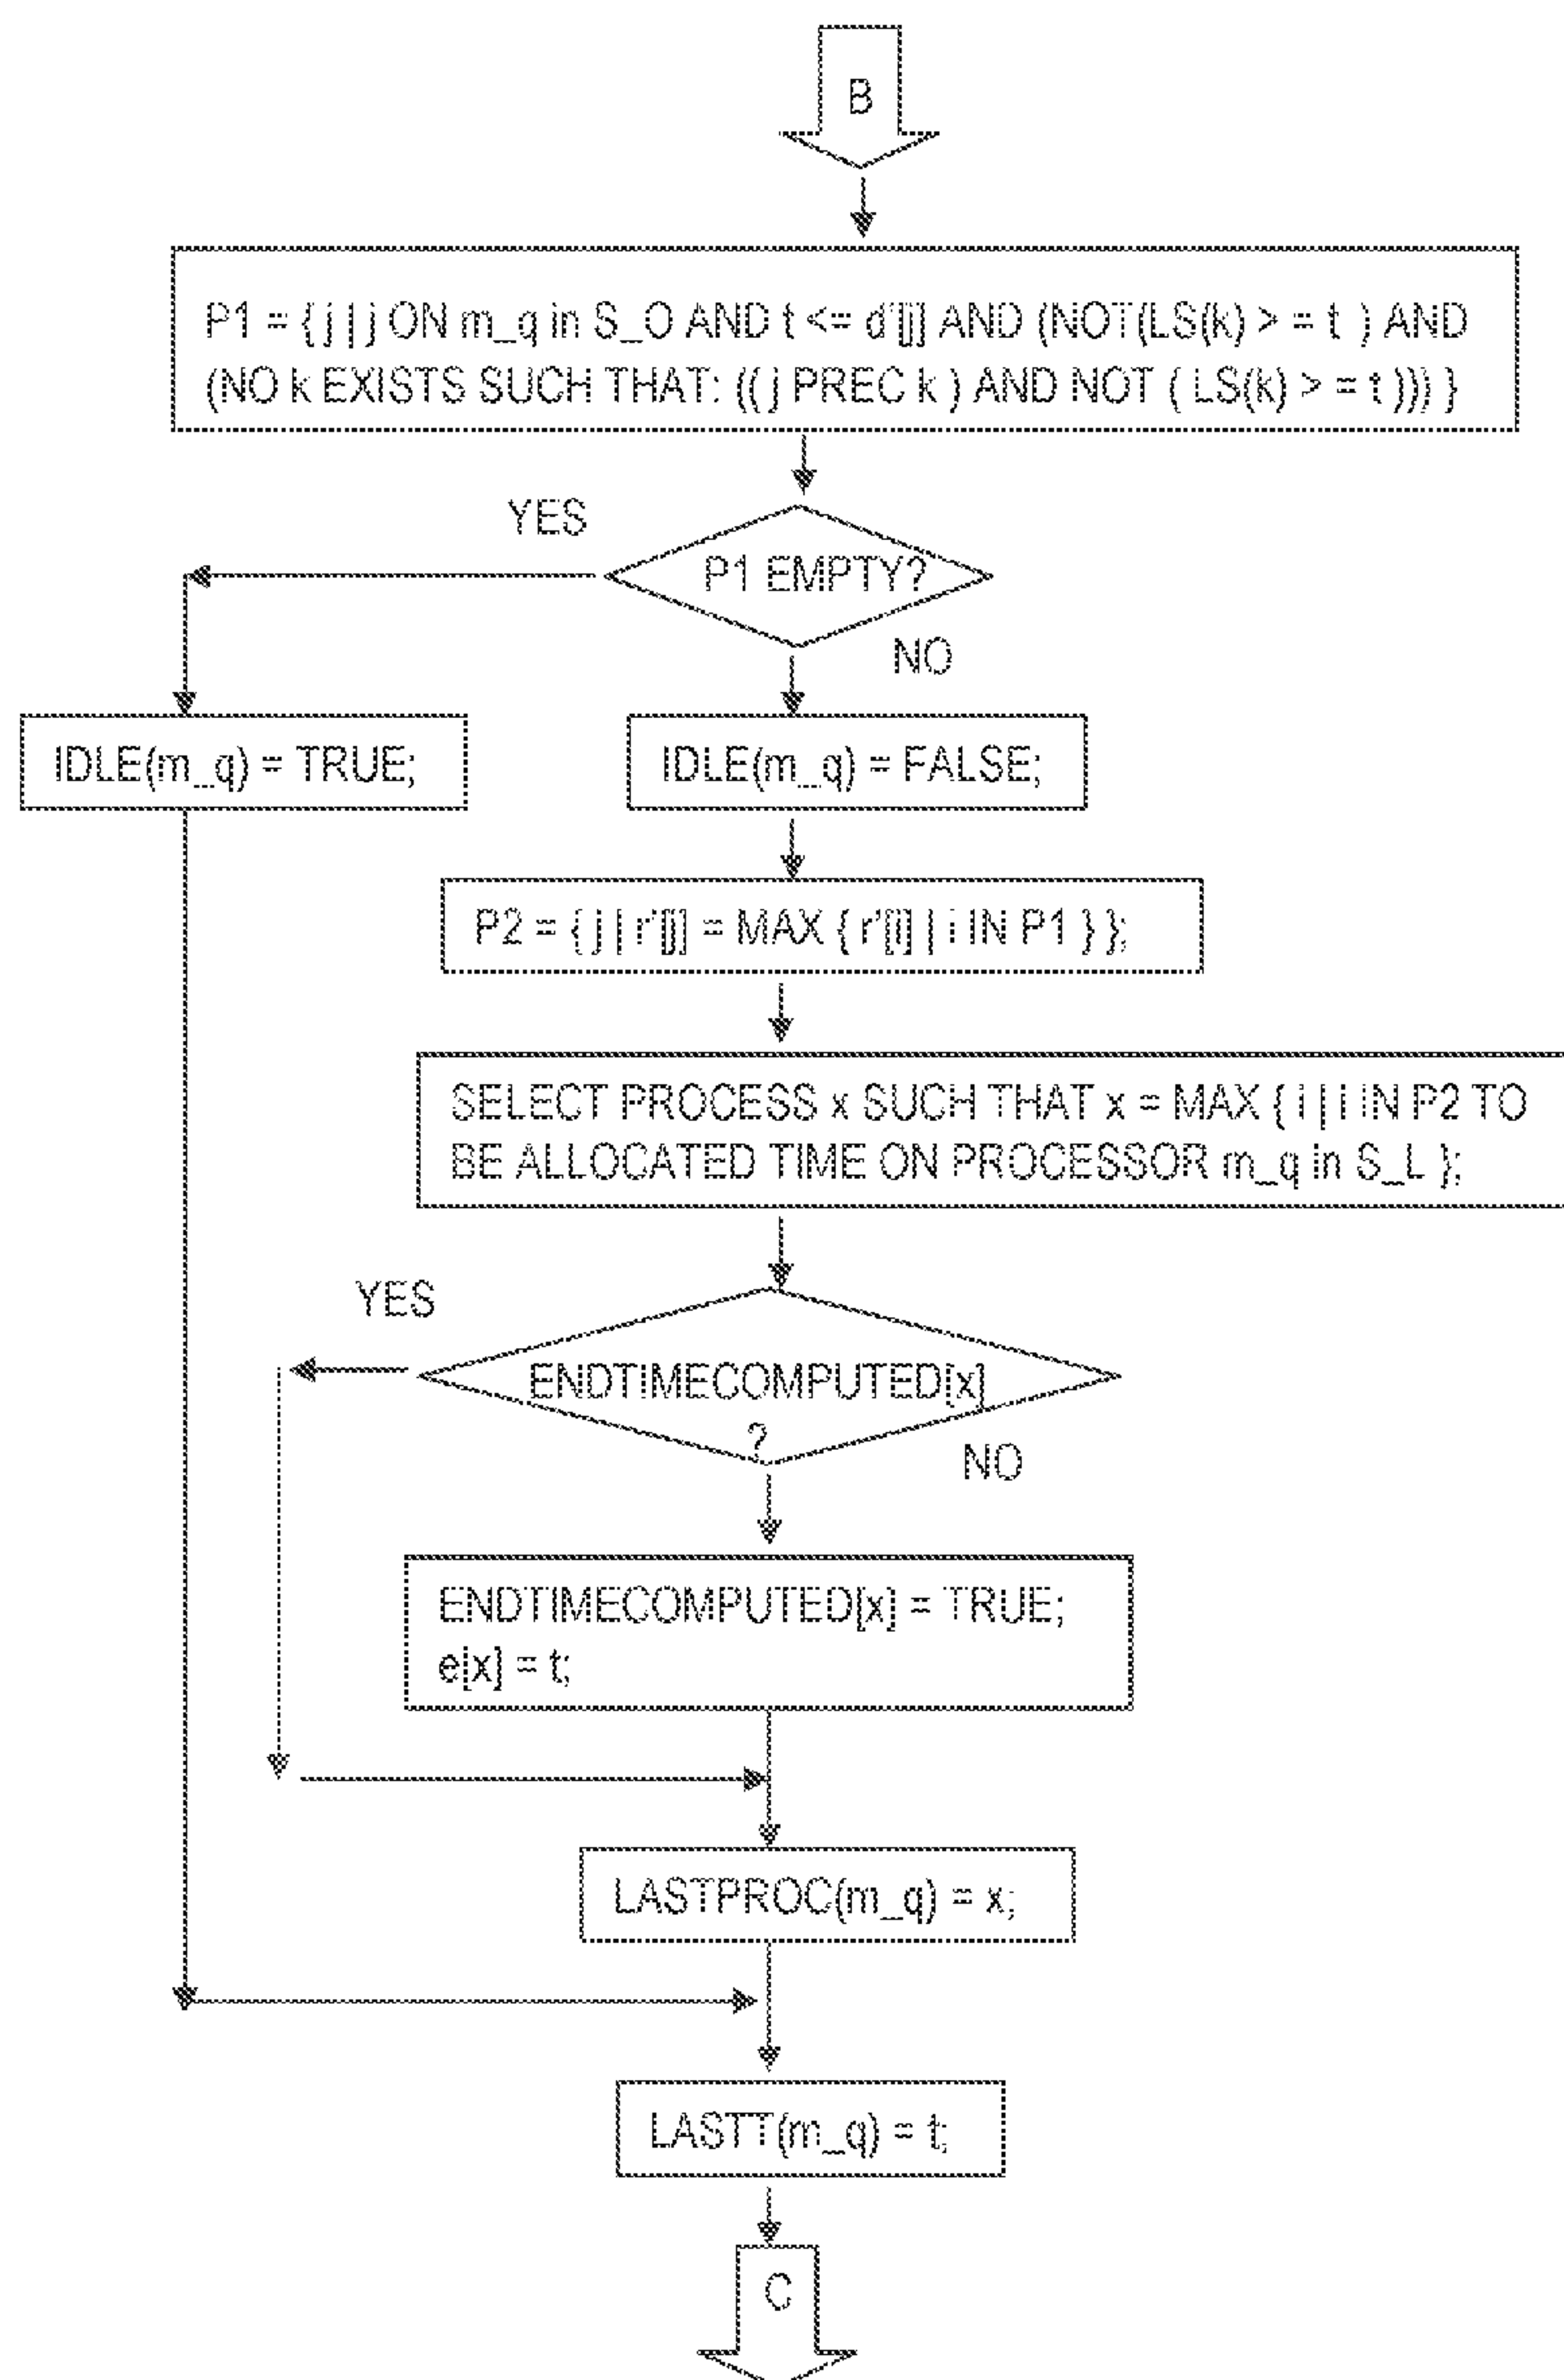 B
P1 = { j | j ON m_q in S_O AND t <= d'[j] AND (NOT(LS(k) > = t ) AND
(NO k EXISTS SUCH THAT: (( j PREC k ) AND NOT ( LS(k) > = t ))) }
YES
P1 EMPTY?
NO
IDLE(m_q) = TRUE;
IDLE(m_q) = FALSE;
P2 = { j | r'[j] = MAX { r'[i] | i IN P1 } };
SELECT PROCESS x SUCH THAT x = MAX { i | i IN P2 TO
BE ALLOCATED TIME ON PROCESSOR m_q in S_L };
YES
ENDTIMECOMPUTED[x]
?
NO
ENDTIMECOMPUTED[x] = TRUE;
e[x] = t;
LASTPROC(m_q) = x;
LASTT(m_q) = t;
C